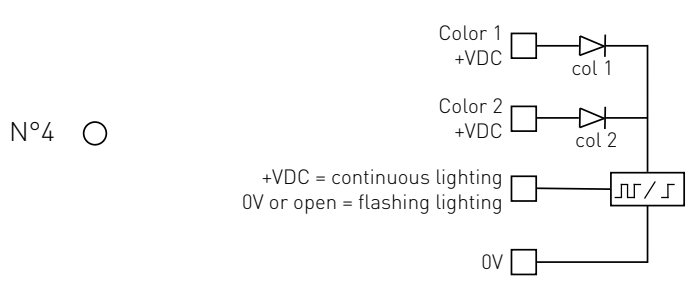 Color 1
+VDC
col 1
Color 2
+VDC
col 2
N°4
+VDC = continuous lighting
0V or open = flashing lighting
0V